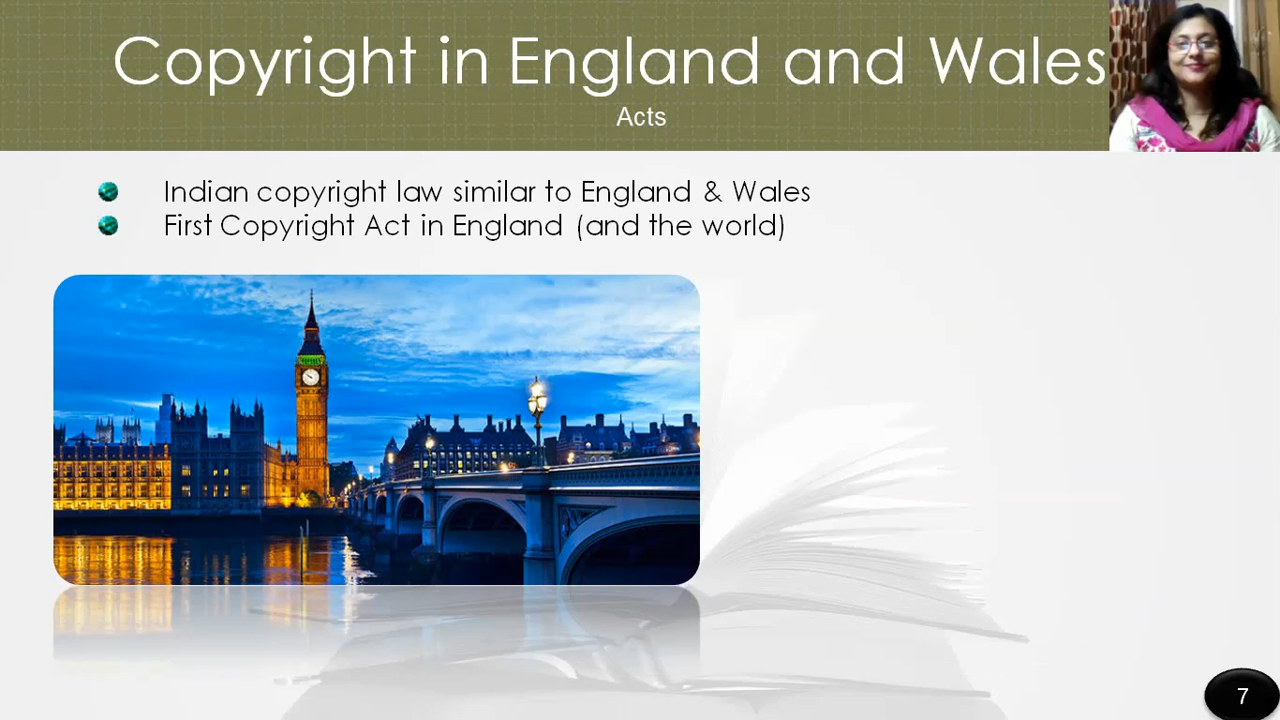 Copyright in England and Wales
Acts
Indian copyright law similar to England & Wales
First Copyright Act in England (and the world)
7